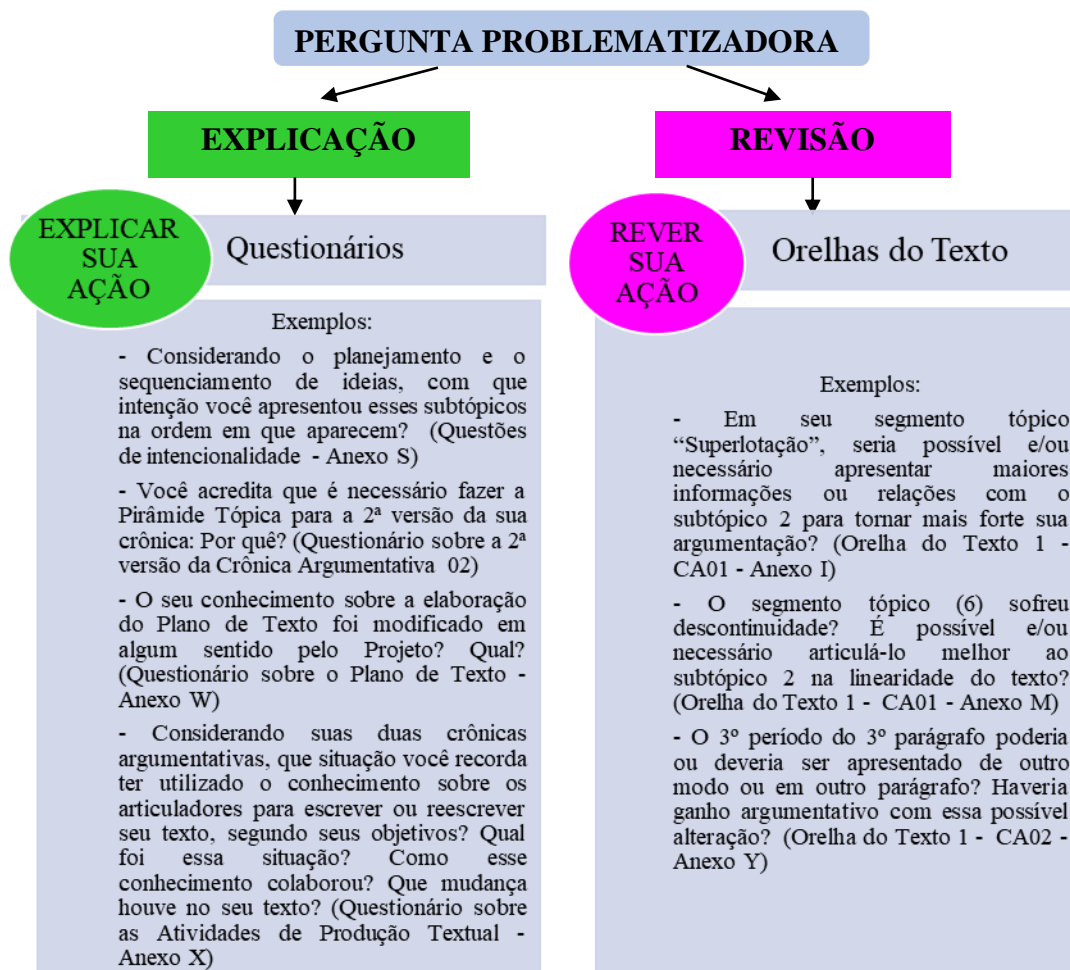 PERGUNTA PROBLEMATIZADORA
EXPLICAÇÃO
EXPLICAR
SUA
AÇÃO
Questionários
Exemplos:
- Considerando o planejamento e o
sequenciamento de ideias, com que
intenção você apresentou esses subtópicos
na ordem em que aparecem? (Questões
de intencionalidade - Anexo S)
- Você acredita que é necessário fazer a
Pirâmide Tópica para a 2ª versão da sua
crônica: Por quê? (Questionário sobre a 2ª
versão da Crônica Argumentativa 02)
- O seu conhecimento sobre a elaboração
do Plano de Texto foi modificado em
algum sentido pelo Projeto? Qual?
(Questionário sobre o Plano de Texto -
Anexo W)
- Considerando suas duas crônicas
argumentativas, que situação você recorda
ter utilizado o conhecimento sobre os
articuladores para escrever ou reescrever
seu texto, segundo seus objetivos? Qual
foi essa situação? Como esse
conhecimento colaborou? Que mudança
houve no seu texto? (Questionário sobre
as Atividades de Produção Textual -
Anexo X)
REVISÃO
REVER
SUA
AÇÃO
Orelhas do Texto
Exemplos:
- Em seu segmento tópico
“Superlotação”, seria possível e/ou
necessário apresentar maiores
informações ou relações com o
subtópico 2 para tornar mais forte sua
argumentação? (Orelha do Texto 1 -
CA01 - Anexo I)
- O segmento tópico (6) sofreu
descontinuidade? É possível e/ou
necessário articulá-lo melhor ao
subtópico 2 na linearidade do texto?
(Orelha do Texto 1 - CA01 - Anexo M)
- O 3º período do 3º parágrafo poderia
ou deveria ser apresentado de outro
modo ou em outro parágrafo? Haveria
ganho argumentativo com essa possível
alteração? (Orelha do Texto 1 - CA02 -
Anexo Y)